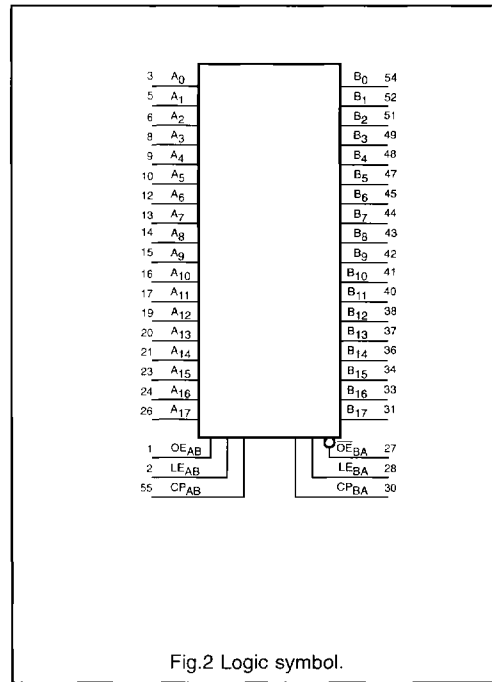 3 A0 B0 54
5 A1 B1 52
6 A2 B2 51
8 A3 B3 49
9 A4 B4 48
10 A5 B5 47
12 A6 B6 45
13 A7 B7 44
14 A8 B8 43
15 A9 B9 42
16 A10 B10 41
17 A11 B11 40
19 A12 B12 38
20 A13 B13 37
21 A14 B14 36
23 A15 B15 34
24 A16 B16 33
26 A17 B17 31
1 OEAB O̅E̅BA 27
2 LEAB LEBA 28
55 CPAB CPBA 30
Fig.2 Logic symbol.